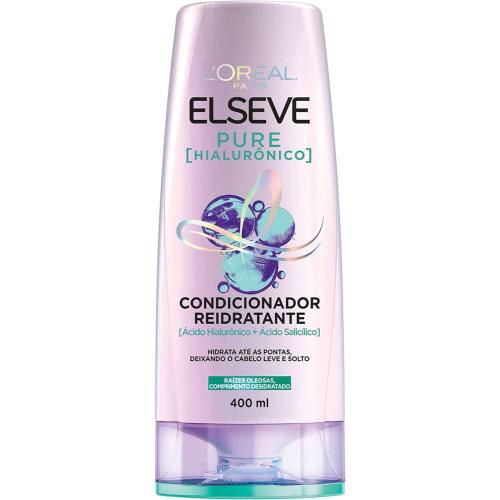 L'ORÉAL
PARIS
ELSEVE
PURE
[HIALURÔNICO]
CONDICIONADOR
REIDRATANTE
[Ácido Hialurônico + Ácido Salicílico]
HIDRATA ATÉ AS PONTAS,
DEIXANDO O CABELO LEVE E SOLTO
RAÍZES OLEOSAS,
COMPRIMENTO DESIDRATADO
400 ml